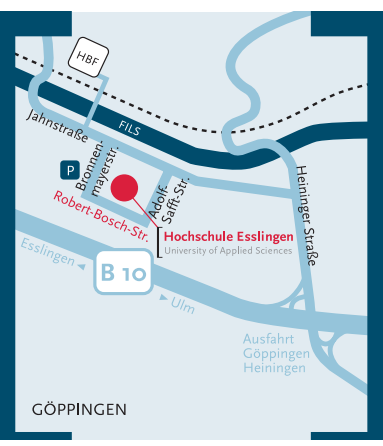 HBF
FILS
Jahnstraße
P
Bronnen-
mayerstr.
Adolf-
Safft-Str.
Heininger Straße
Robert-Bosch-Str.
Hochschule Esslingen
University of Applied Sciences
Esslingen
B 10
Ulm
Ausfahrt
Göppingen
Heiningen
GÖPPINGEN